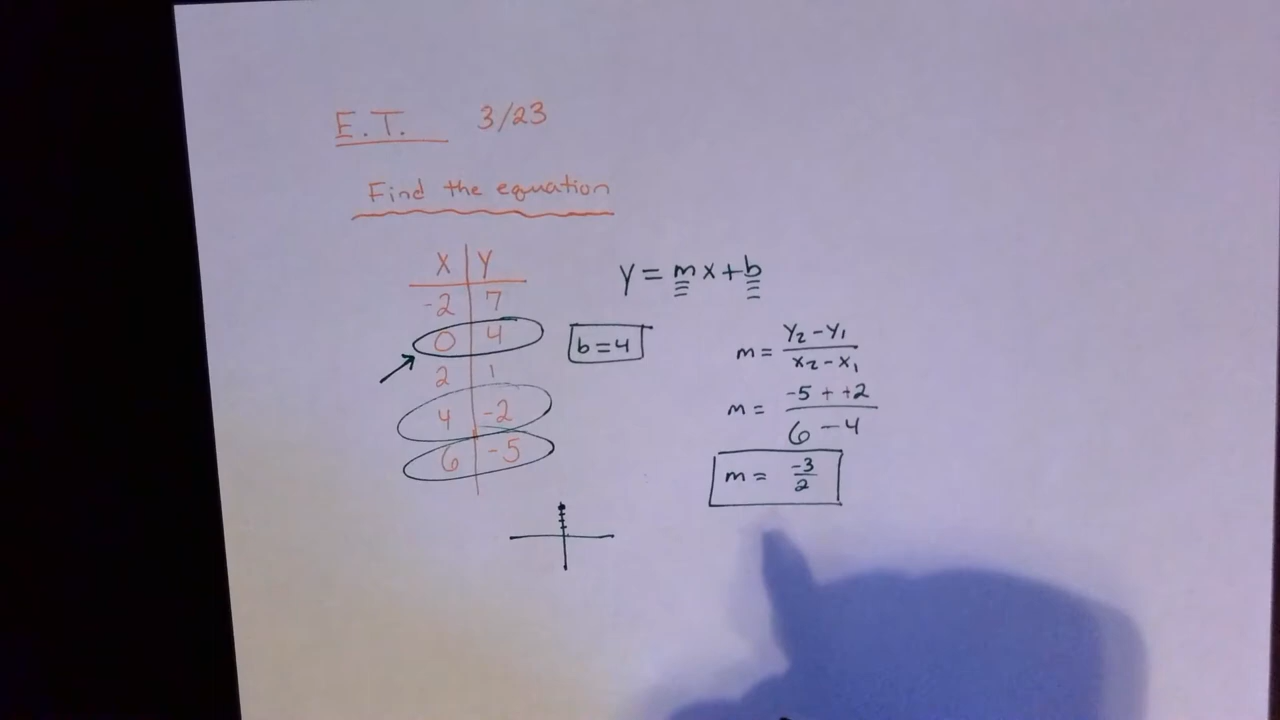 E.T. 3/23
Find the equation
X Y
-2 7
0 4
2 1
4 -2
6 -5
y = mx+b
b=4
m = y₂-y₁ / x₂-x₁
m = -5 + +2 / 6 - 4
m = -3/2